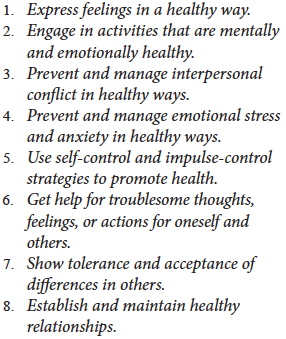 1. Express feelings in a healthy way.
2. Engage in activities that are mentally
and emotionally healthy.
3. Prevent and manage interpersonal
conflict in healthy ways.
4. Prevent and manage emotional stress
and anxiety in healthy ways.
5. Use self-control and impulse-control
strategies to promote health.
6. Get help for troublesome thoughts,
feelings, or actions for oneself and
others.
7. Show tolerance and acceptance of
differences in others.
8. Establish and maintain healthy
relationships.